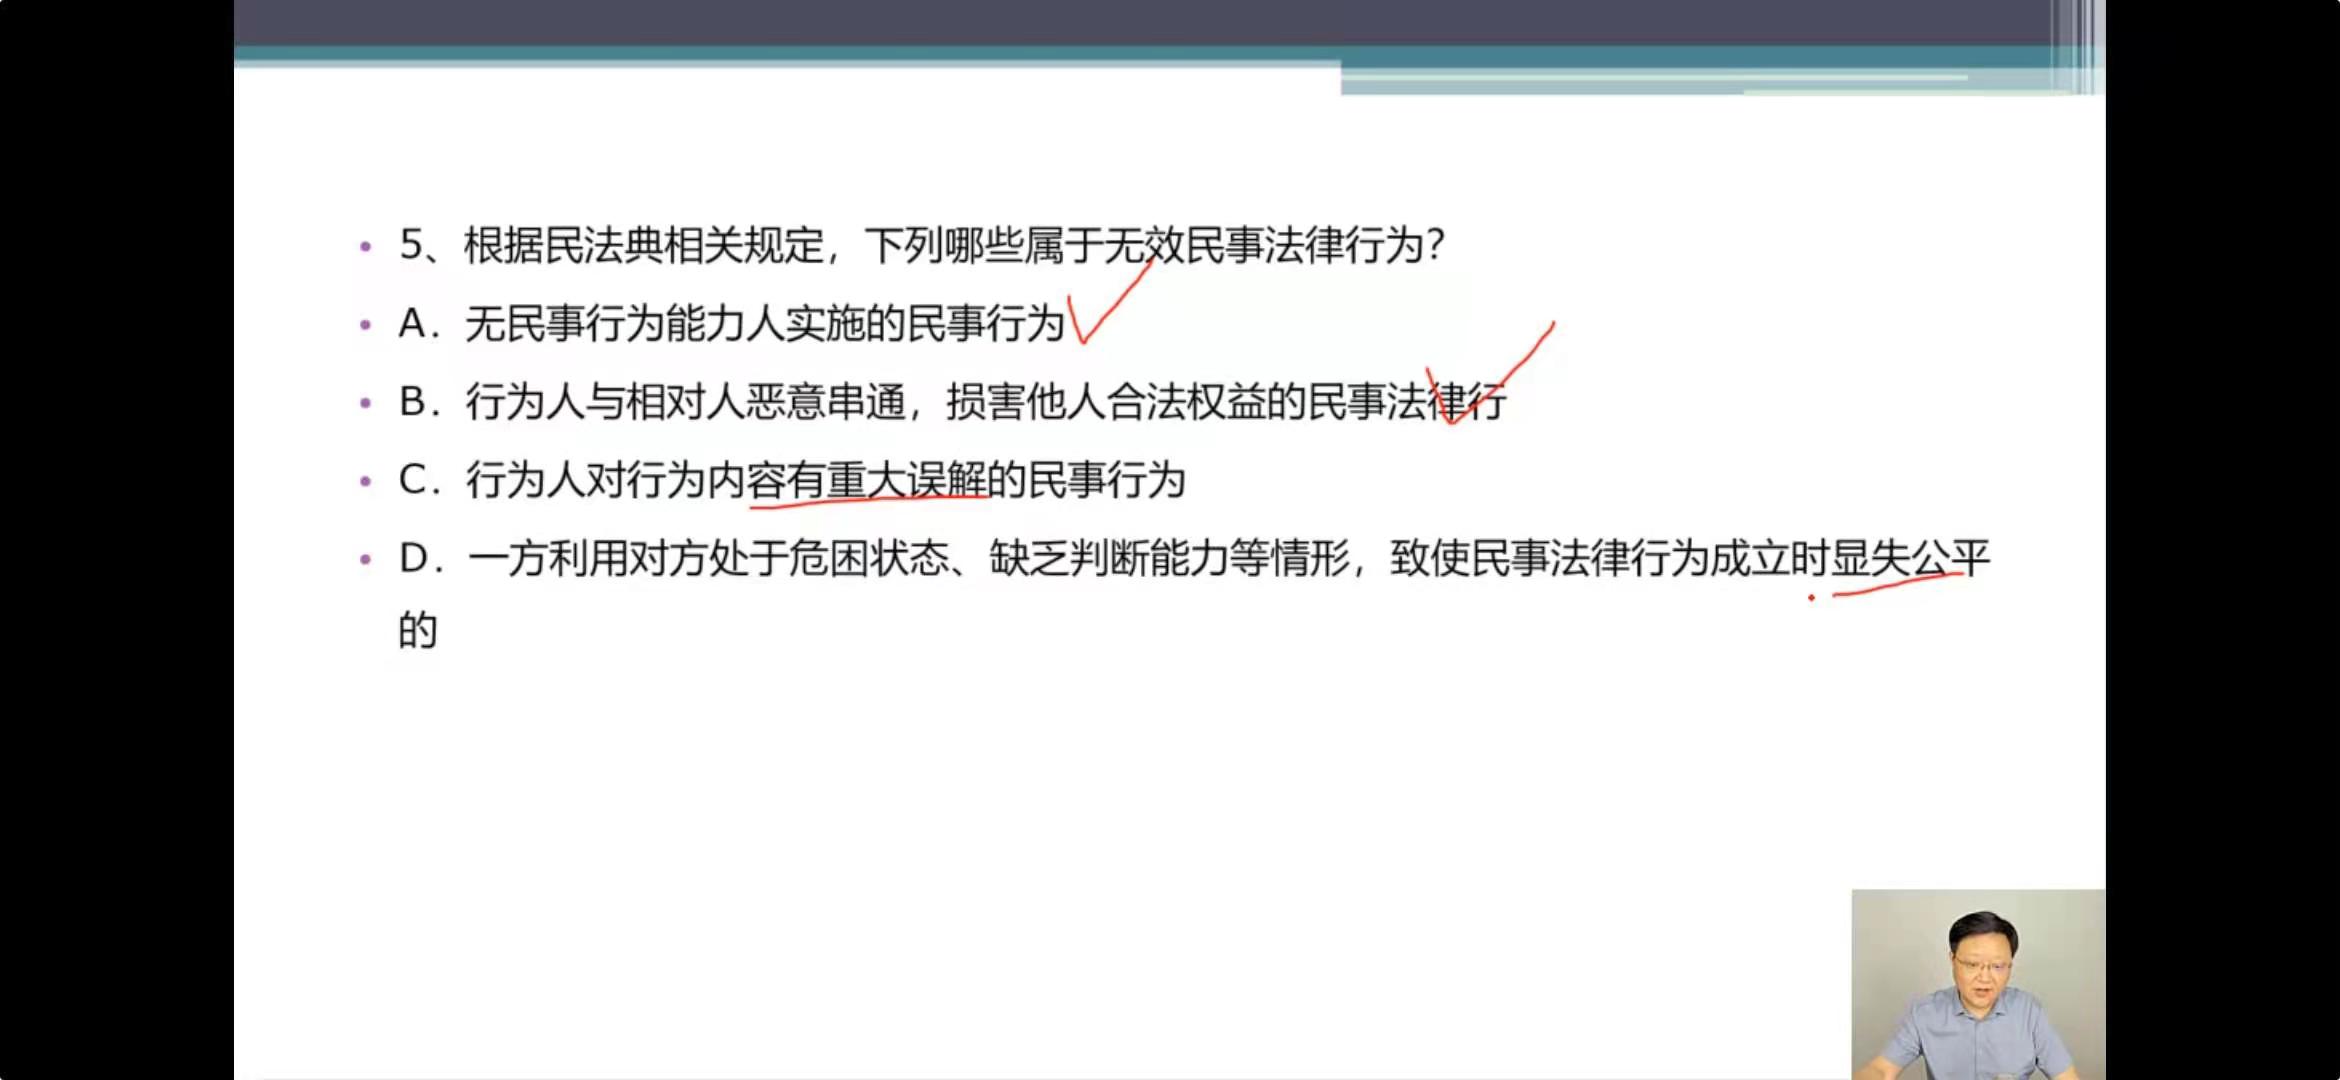 5、根据民法典相关规定，下列哪些属于无效民事法律行为？
A．无民事行为能力人实施的民事行为
B．行为人与相对人恶意串通，损害他人合法权益的民事法律行
C．行为人对行为内容有重大误解的民事行为
D．一方利用对方处于危困状态、缺乏判断能力等情形，致使民事法律行为成立时显失公平
的